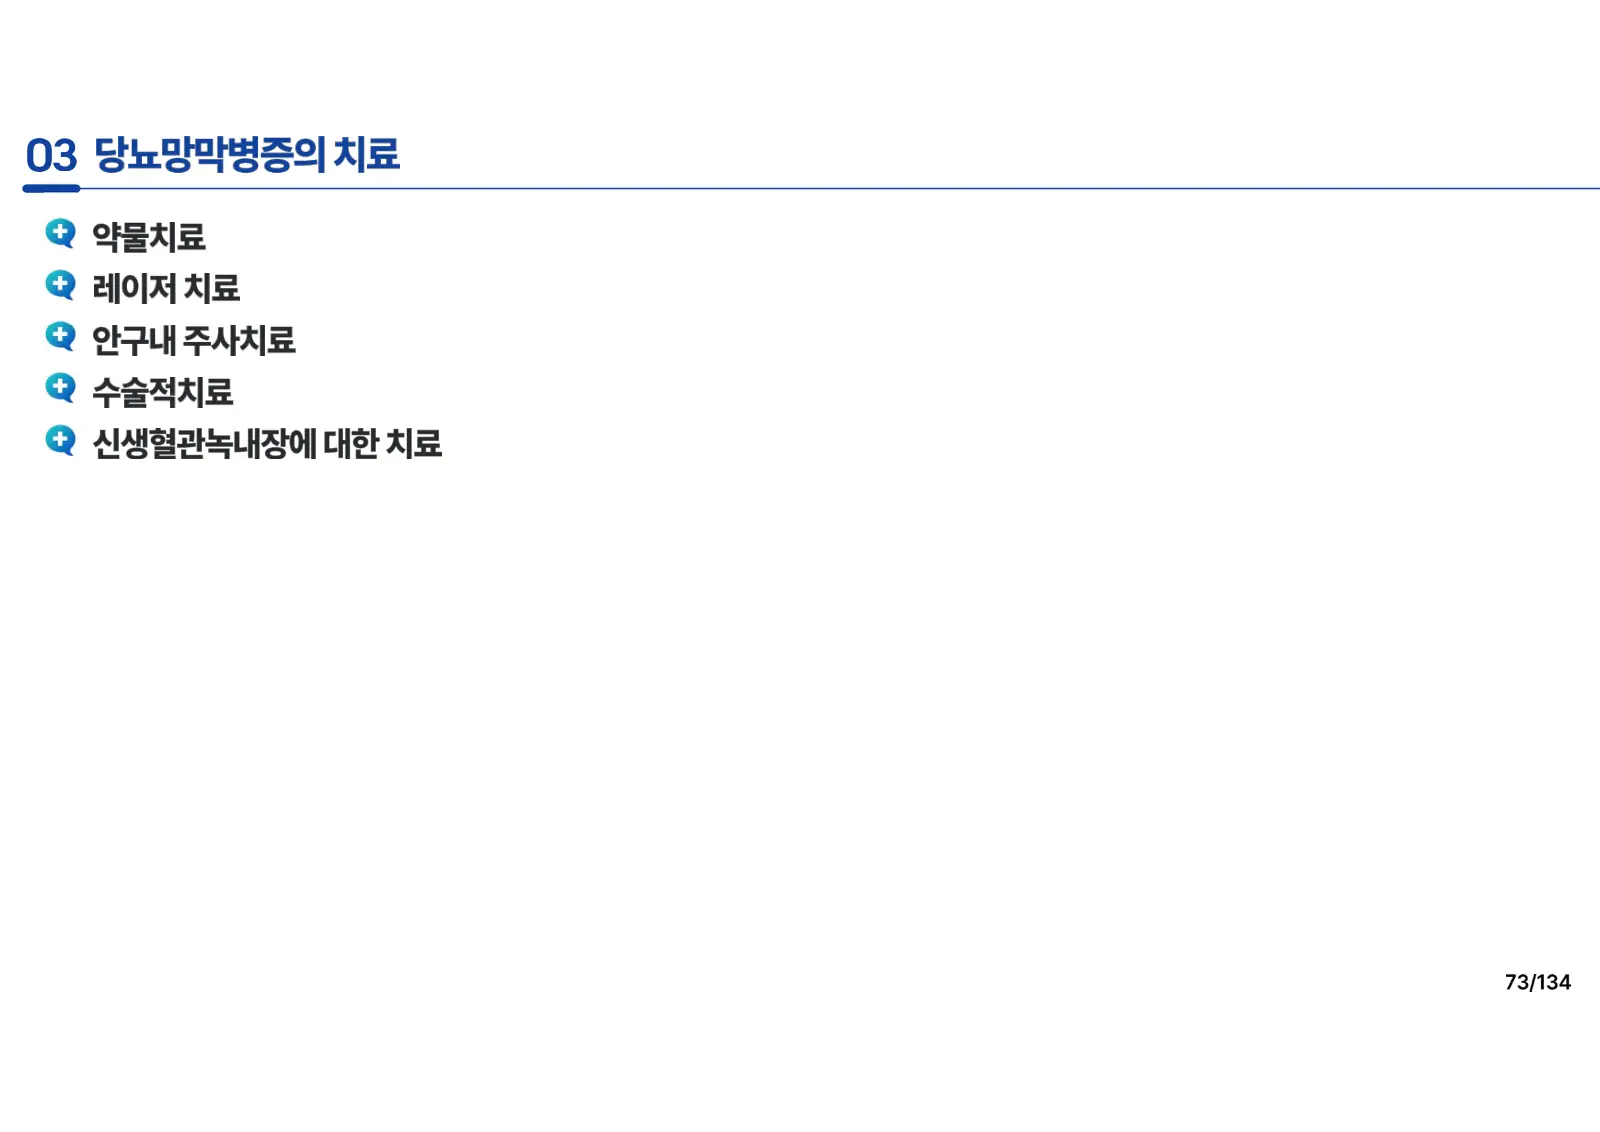 03 당뇨망막병증의 치료
약물치료
레이저 치료
안구내 주사치료
수술적치료
신생혈관녹내장에 대한 치료
73/134